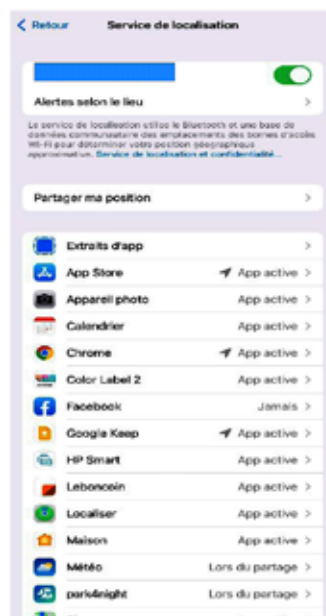 Retour Service de localisation
Alertes selon le lieu
Le service de localisation utilise le Bluetooth et une base de
données communautaire des emplacements des bornes d'accès
Wi-Fi pour déterminer votre position géographique
approximative. Service de localisation et confidentialité...
Partager ma position
Extraits d'app
App Store App active
Appareil photo App active
Calendrier App active
Chrome App active
Color Label 2 App active
Facebook Jamais
Google Keep App active
HP Smart App active
Leboncoin App active
Localiser App active
Maison App active
Météo Lors du partage
park4night Lors du partage